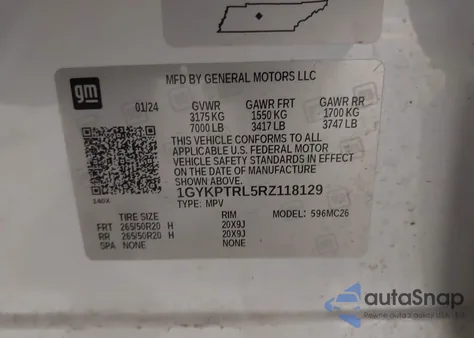 gm
MFD BY GENERAL MOTORS LLC
01/24 GVWR GAWR FRT GAWR RR
3175 KG 1550 KG 1700 KG
7000 LB 3417 LB 3747 LB
THIS VEHICLE CONFORMS TO ALL
APPLICABLE U.S. FEDERAL MOTOR
VEHICLE SAFETY STANDARDS IN EFFECT
ON THE DATE OF MANUFACTURE
SHOWN ABOVE.
1GYKPTRL5RZ118129
TYPE: MPV MODEL: 596MC26
TIRE SIZE RIM
FRT 265/50R20 H 20X9J
RR 265/50R20 H 20X9J
SPA NONE NONE
autoSnap